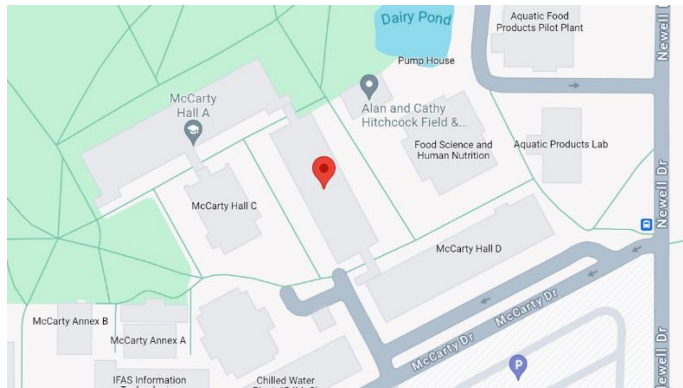 Dairy Pond
Aquatic Food
Products Pilot Plant
Newell Dr
Pump House
McCarty
Hall A
Alan and Cathy
Hitchcock Field &...
Food Science and
Human Nutrition
Aquatic Products Lab
Newell Dr
McCarty Hall C
McCarty Hall D
McCarty Dr
McCarty Dr
McCarty Annex B
McCarty Annex A
P
Newell Dr
IFAS Information
Chilled Water